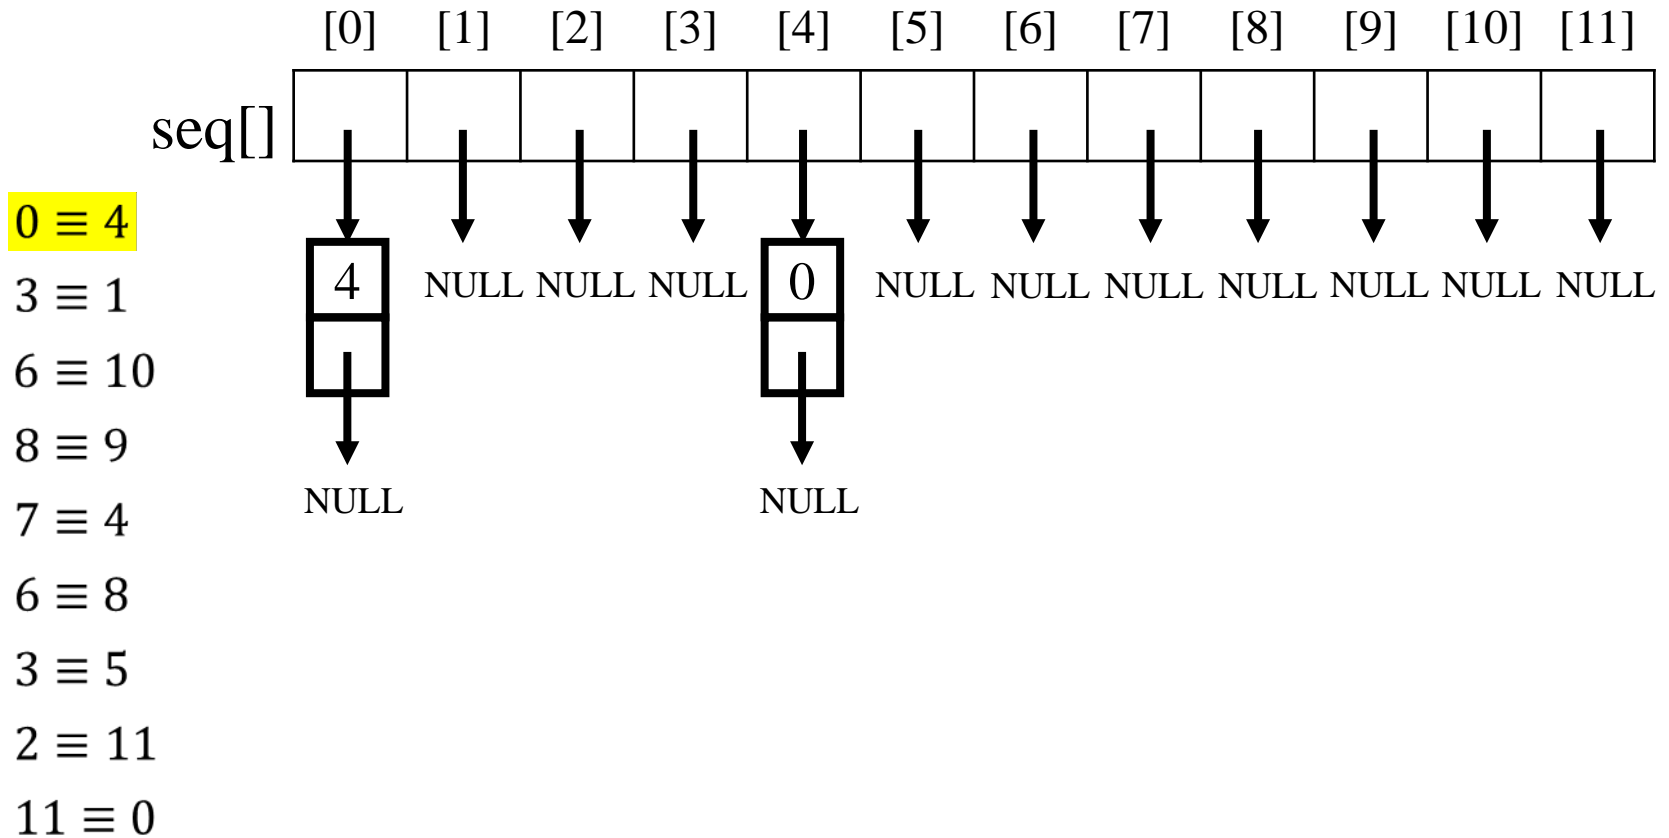 [0] [1] [2] [3] [4] [5] [6] [7] [8] [9] [10] [11]
seq[]
0 ≡ 4
3 ≡ 1
6 ≡ 10
8 ≡ 9
7 ≡ 4
6 ≡ 8
3 ≡ 5
2 ≡ 11
11 ≡ 0
4 NULL NULL NULL 0 NULL NULL NULL NULL NULL NULL NULL
NULL NULL